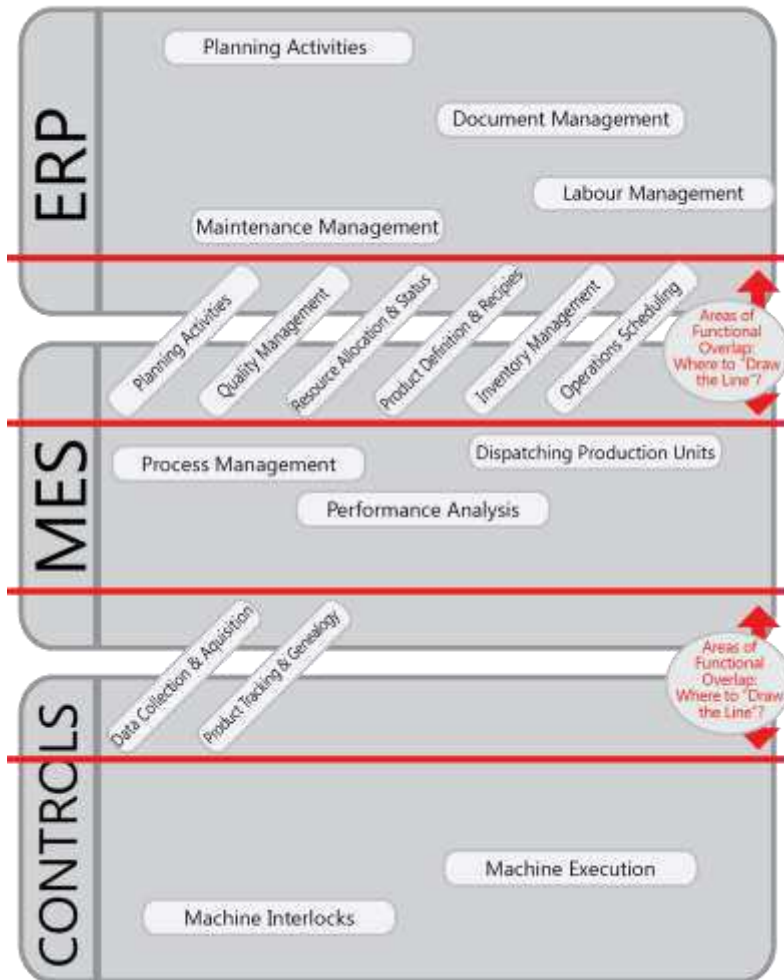 ERP
Planning Activities
Document Management
Labour Management
Maintenance Management
Planning Activities
Quality Management
Resource Allocation & Status
Product Definition & Recipies
Inventory Management
Operations Scheduling
Areas of
Functional
Overlap:
Where to "Draw
the Line"?
MES
Process Management
Dispatching Production Units
Performance Analysis
Data Collection & Aquisition
Product Tracking & Genealogy
Areas of
Functional
Overlap:
Where to "Draw
the Line"?
CONTROLS
Machine Execution
Machine Interlocks